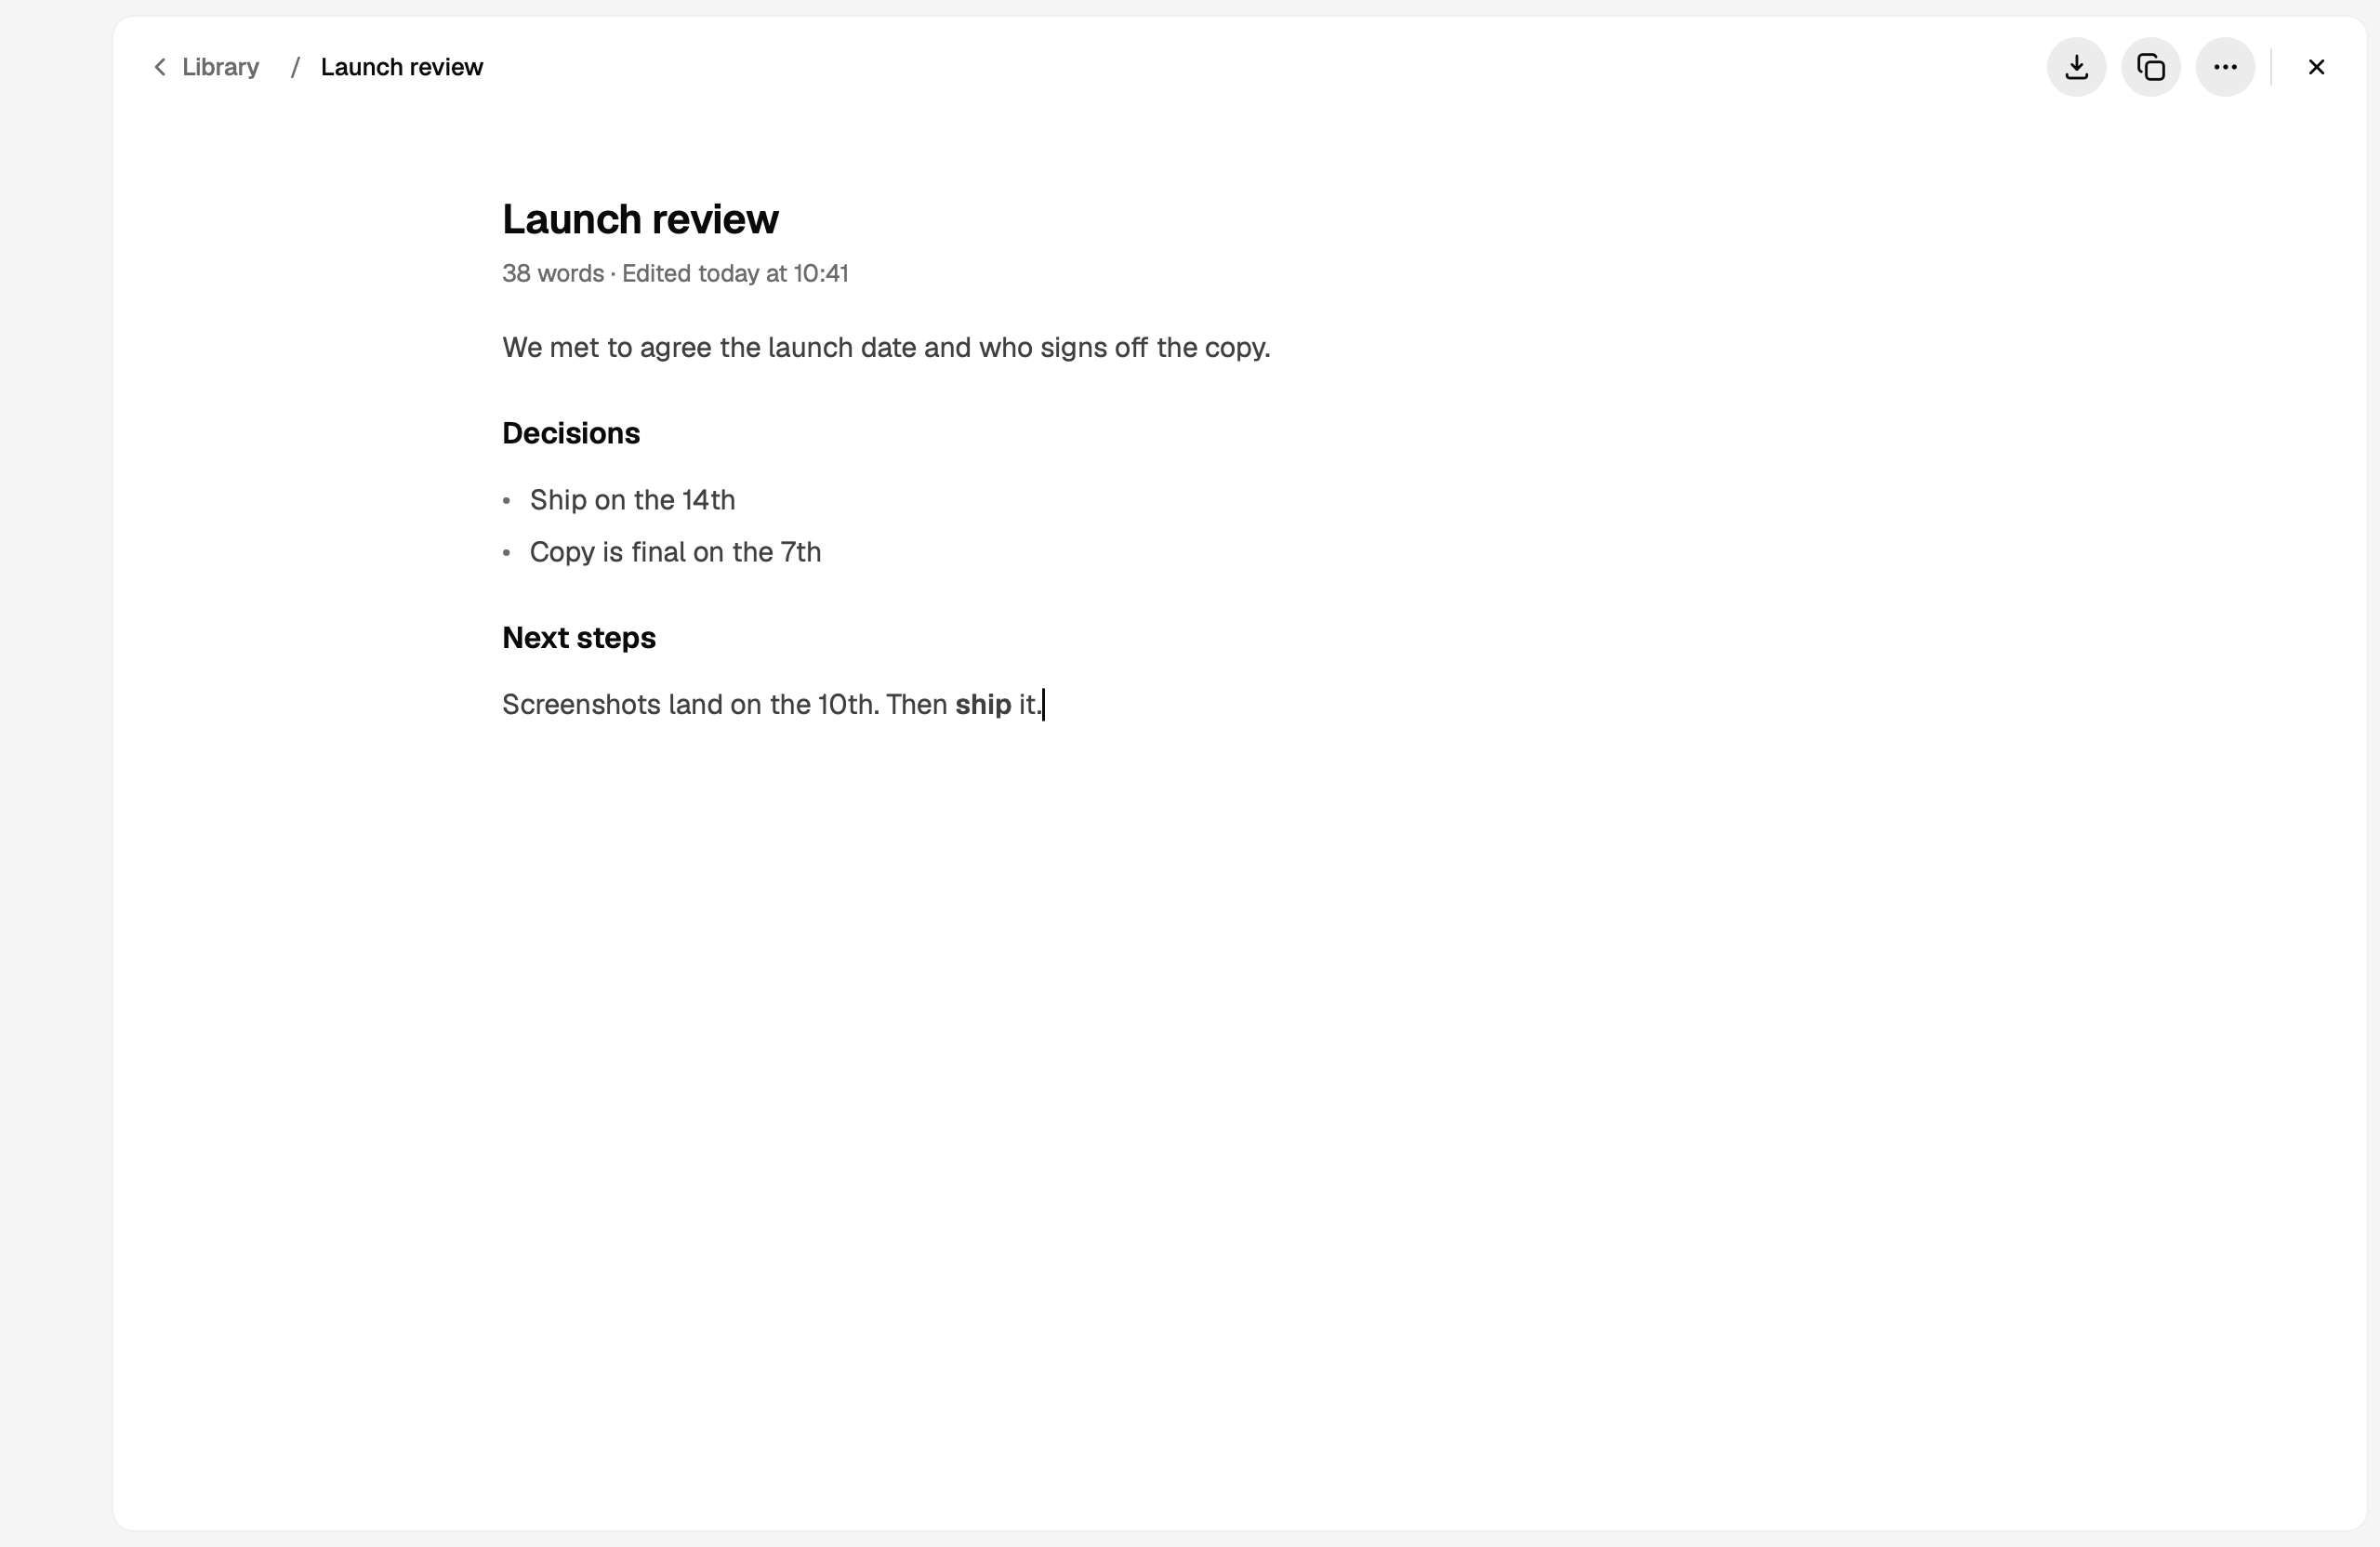 Library / Launch review
Launch review
38 words · Edited today at 10:41
We met to agree the launch date and who signs off the copy.
Decisions
• Ship on the 14th
• Copy is final on the 7th
Next steps
Screenshots land on the 10th. Then ship it.